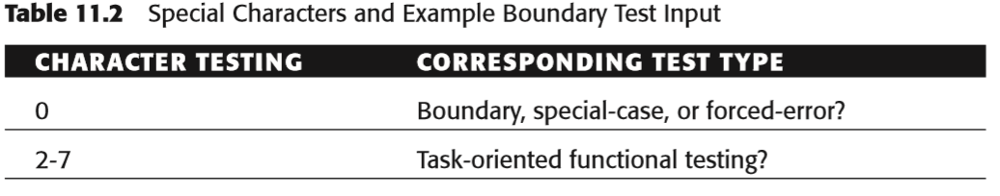 Table 11.2 Special Characters and Example Boundary Test Input
CHARACTER TESTING CORRESPONDING TEST TYPE
0 Boundary, special-case, or forced-error?
2-7 Task-oriented functional testing?